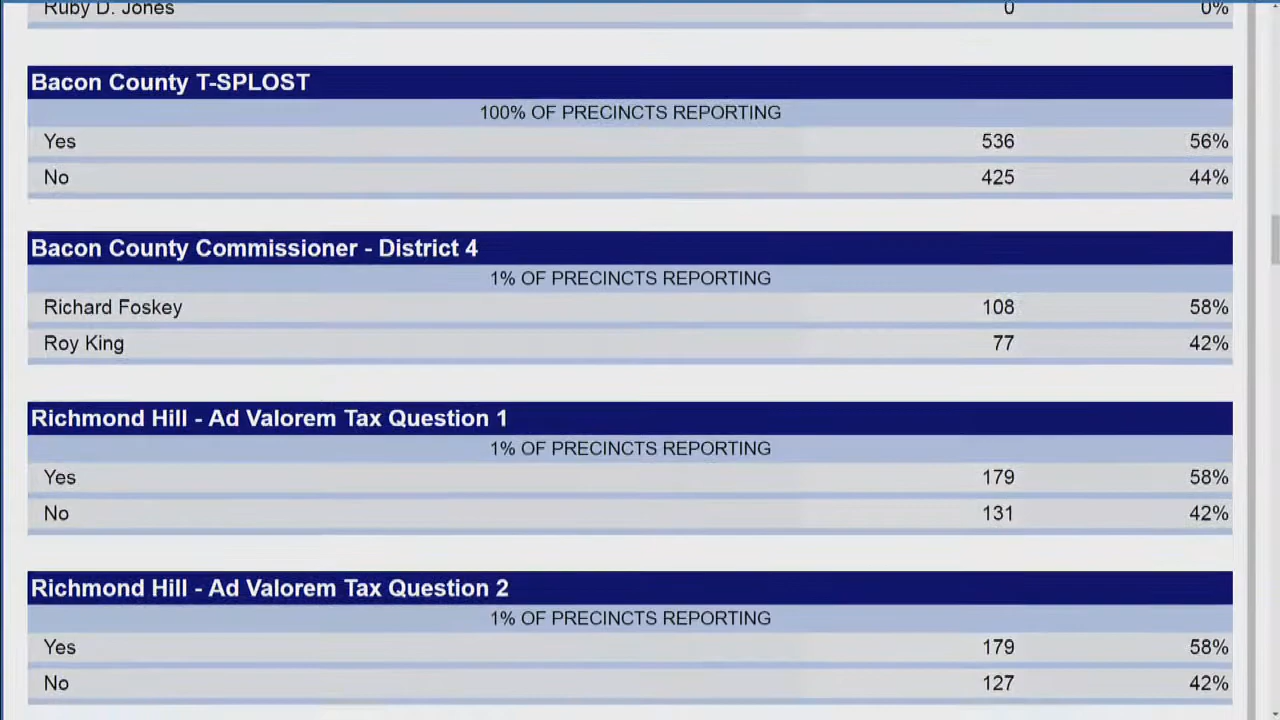 Ruby D. Jones 0 0%
Bacon County T-SPLOST
100% OF PRECINCTS REPORTING
Yes 536 56%
No 425 44%
Bacon County Commissioner - District 4
1% OF PRECINCTS REPORTING
Richard Foskey 108 58%
Roy King 77 42%
Richmond Hill - Ad Valorem Tax Question 1
1% OF PRECINCTS REPORTING
Yes 179 58%
No 131 42%
Richmond Hill - Ad Valorem Tax Question 2
1% OF PRECINCTS REPORTING
Yes 179 58%
No 127 42%